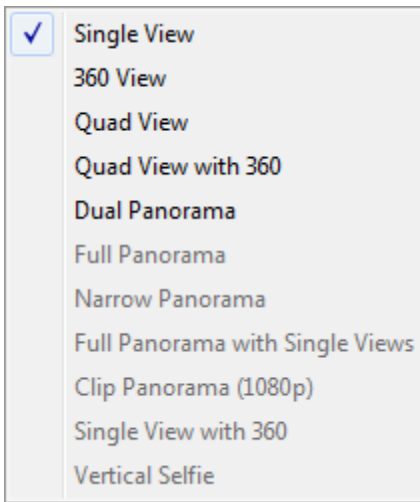 Single View
360 View
Quad View
Quad View with 360
Dual Panorama
Full Panorama
Narrow Panorama
Full Panorama with Single Views
Clip Panorama (1080p)
Single View with 360
Vertical Selfie